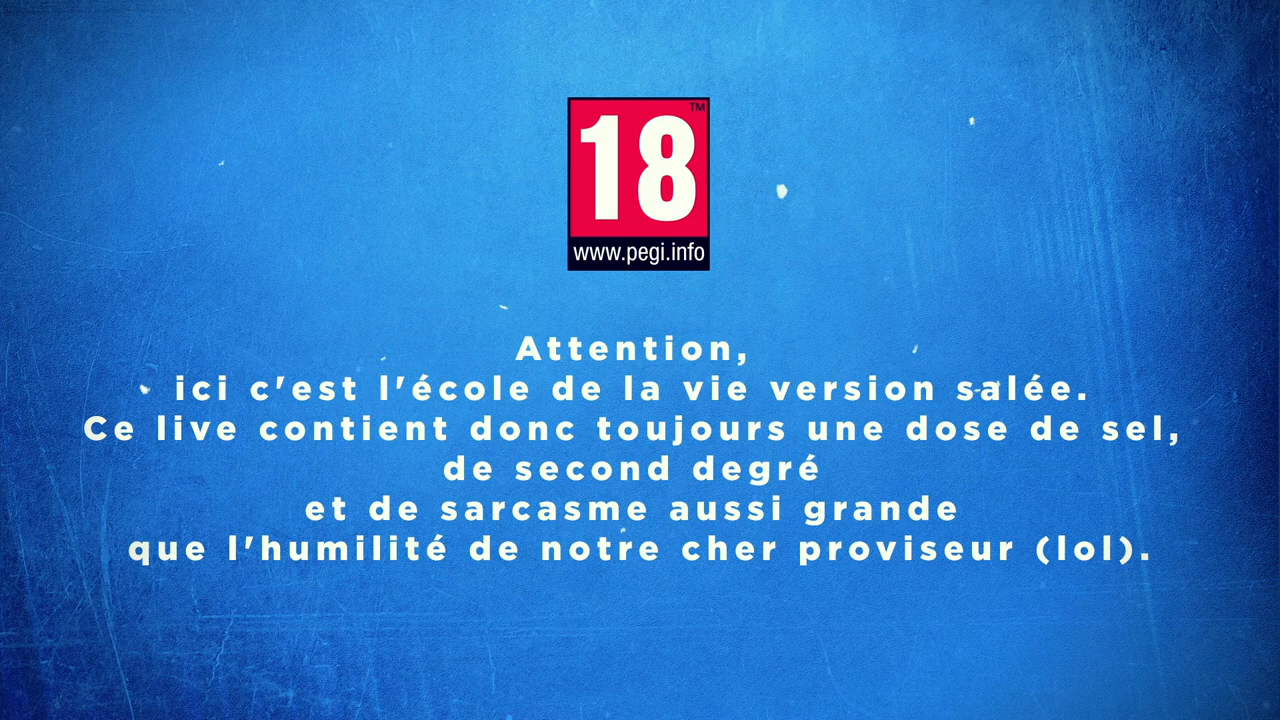 TM
18
www.pegi.info
Attention,
ici c'est l'école de la vie version salée.
Ce live contient donc toujours une dose de sel,
de second degré
et de sarcasme aussi grande
que l'humilité de notre cher proviseur (lol).